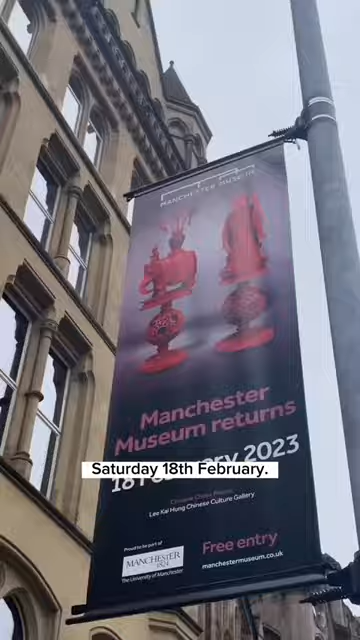 MANCHESTER MUSEUM
Manchester
Museum returns
18 February 2023
Saturday 18th February.
Lee Kai Hung Chinese Culture Gallery
Proud to be part of
MANCHESTER
1824
The University of Manchester
Free entry
manchestermuseum.co.uk